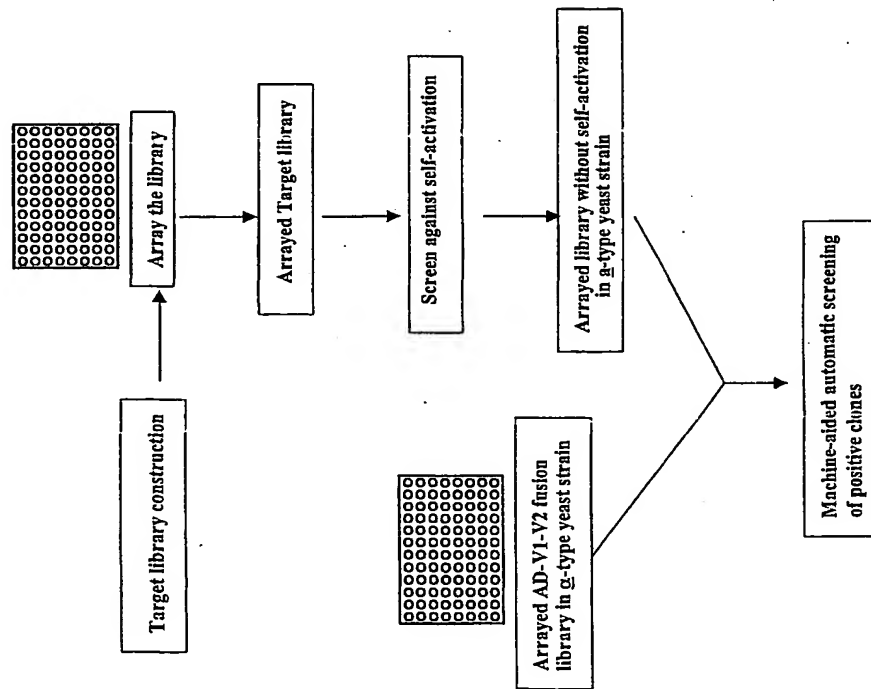 Target library construction
Array the library
Arrayed Target library
Screen against self-activation
Arrayed library without self-activation
in a-type yeast strain
Arrayed AD-V1-V2 fusion
library in α-type yeast strain
Machine-aided automatic screening
of positive clones